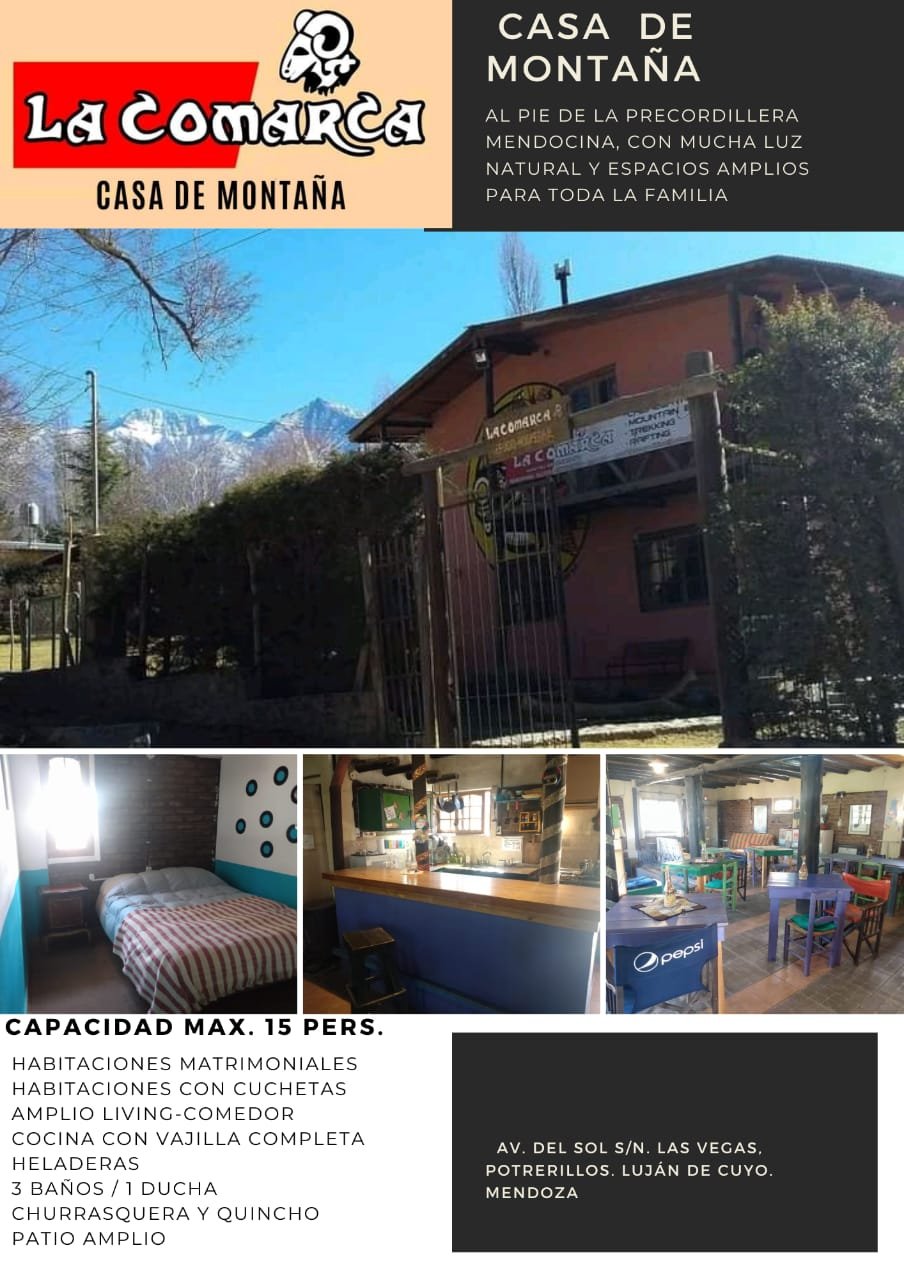 LA COMARCA
CASA DE MONTAÑA
CASA DE
MONTAÑA
AL PIE DE LA PRECORDILLERA
MENDOCINA, CON MUCHA LUZ
NATURAL Y ESPACIOS AMPLIOS
PARA TODA LA FAMILIA
LA COMARCA
LA COMARCA
MOUNTAIN
TREKKING
RAFTING
pepsi
CAPACIDAD MAX. 15 PERS.
HABITACIONES MATRIMONIALES
HABITACIONES CON CUCHETAS
AMPLIO LIVING-COMEDOR
COCINA CON VAJILLA COMPLETA
HELADERAS
3 BAÑOS / 1 DUCHA
CHURRASQUERA Y QUINCHO
PATIO AMPLIO
AV. DEL SOL S/N. LAS VEGAS,
POTRERILLOS. LUJÁN DE CUYO.
MENDOZA